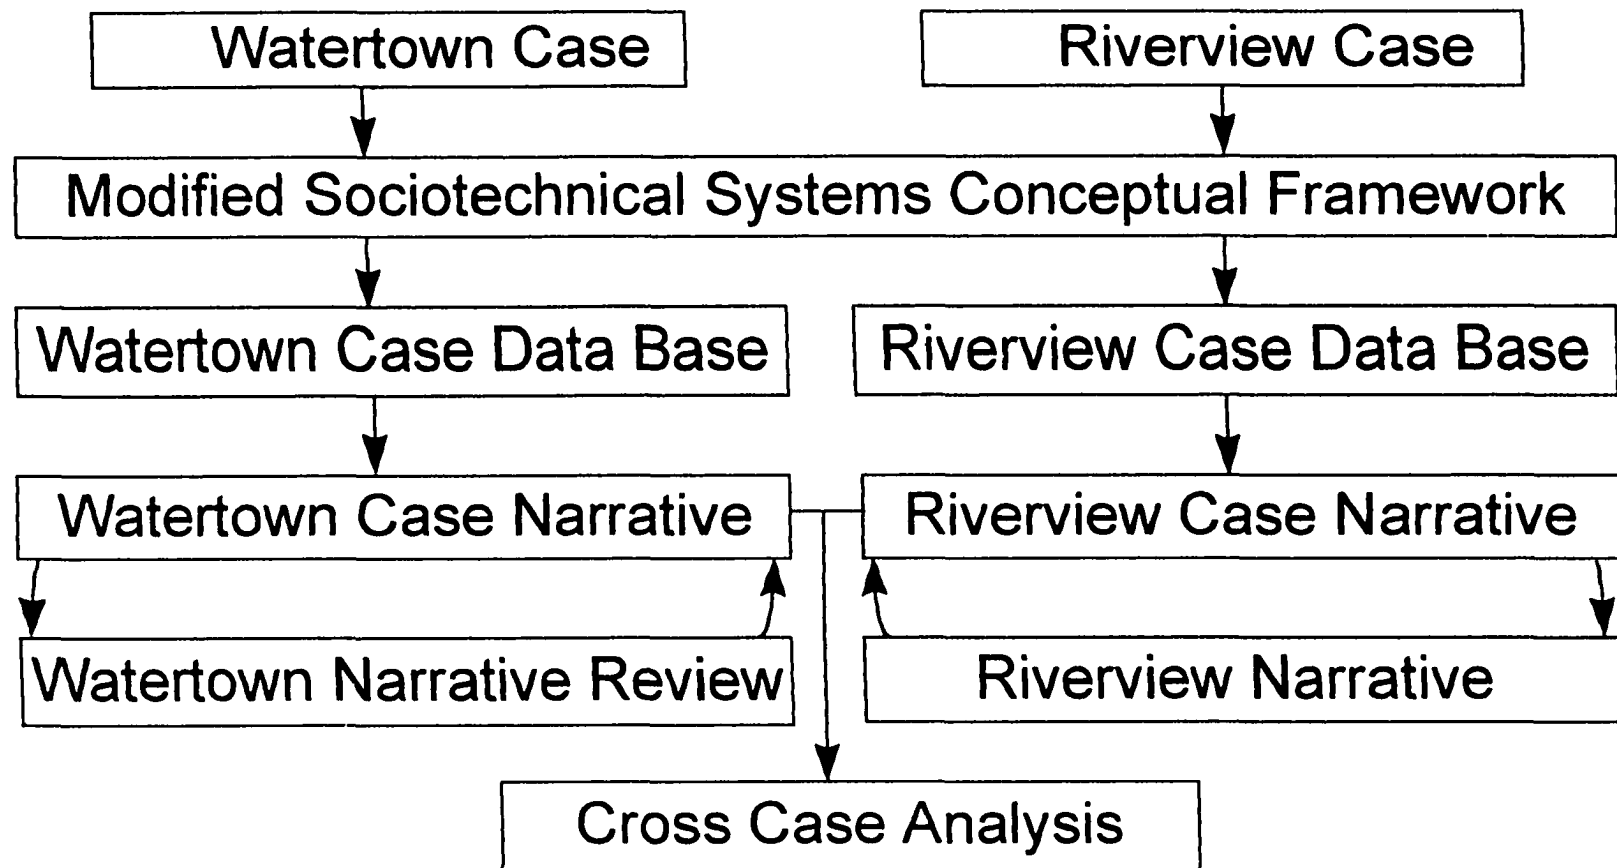 Watertown Case
Riverview Case
Modified Sociotechnical Systems Conceptual Framework
Watertown Case Data Base
Riverview Case Data Base
Watertown Case Narrative
Riverview Case Narrative
Watertown Narrative Review
Riverview Narrative
Cross Case Analysis